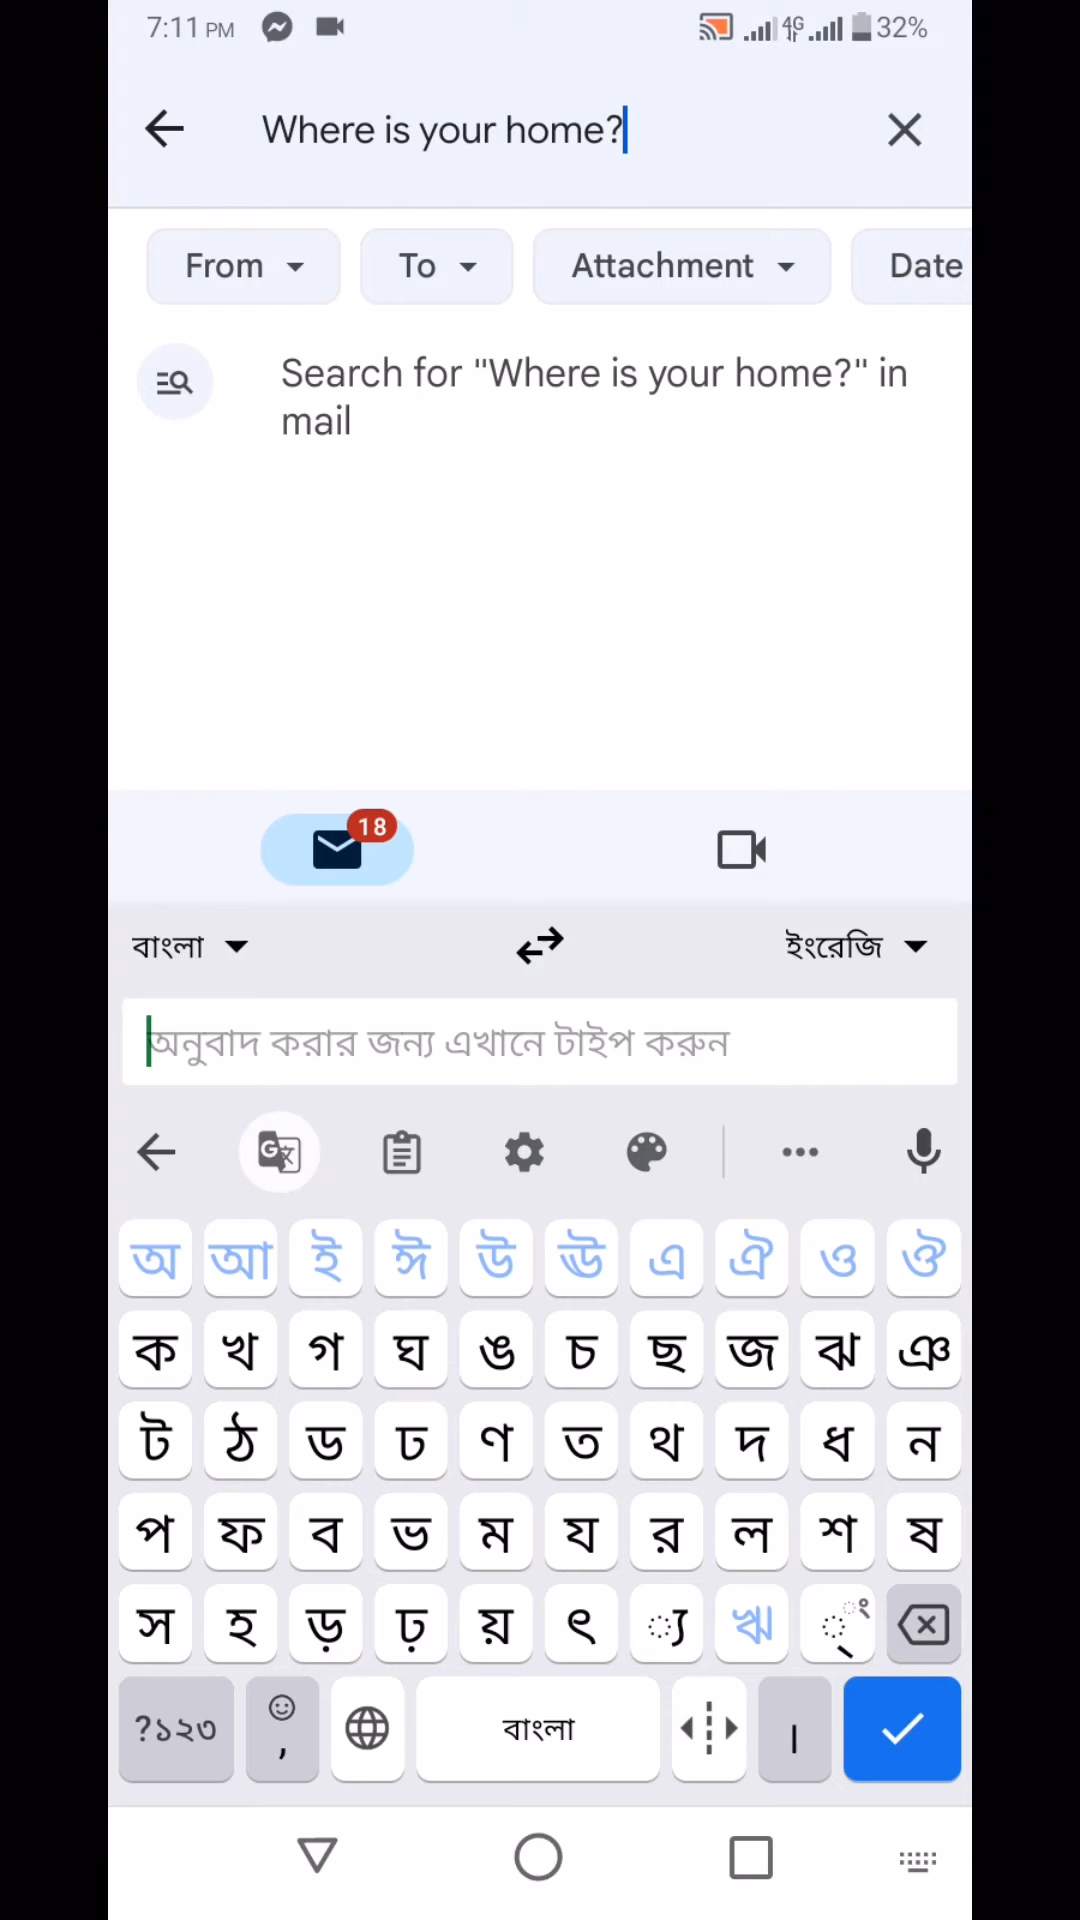 7:11 PM 4G 32%
Where is your home?
From To Attachment Date
Search for "Where is your home?" in
mail
18
বাংলা ইংরেজি
অনুবাদ করার জন্য এখানে টাইপ করুন
অ আ ই ঈ উ ঊ এ ঐ ও ঔ
ক খ গ ঘ ঙ চ ছ জ ঝ ঞ
ট ঠ ড ঢ ণ ত থ দ ধ ন
প ফ ব ভ ম য র ল শ ষ
স হ ড় ঢ় য় ৎ ্য ঋ ্ ং
?১২৩ , বাংলা ।